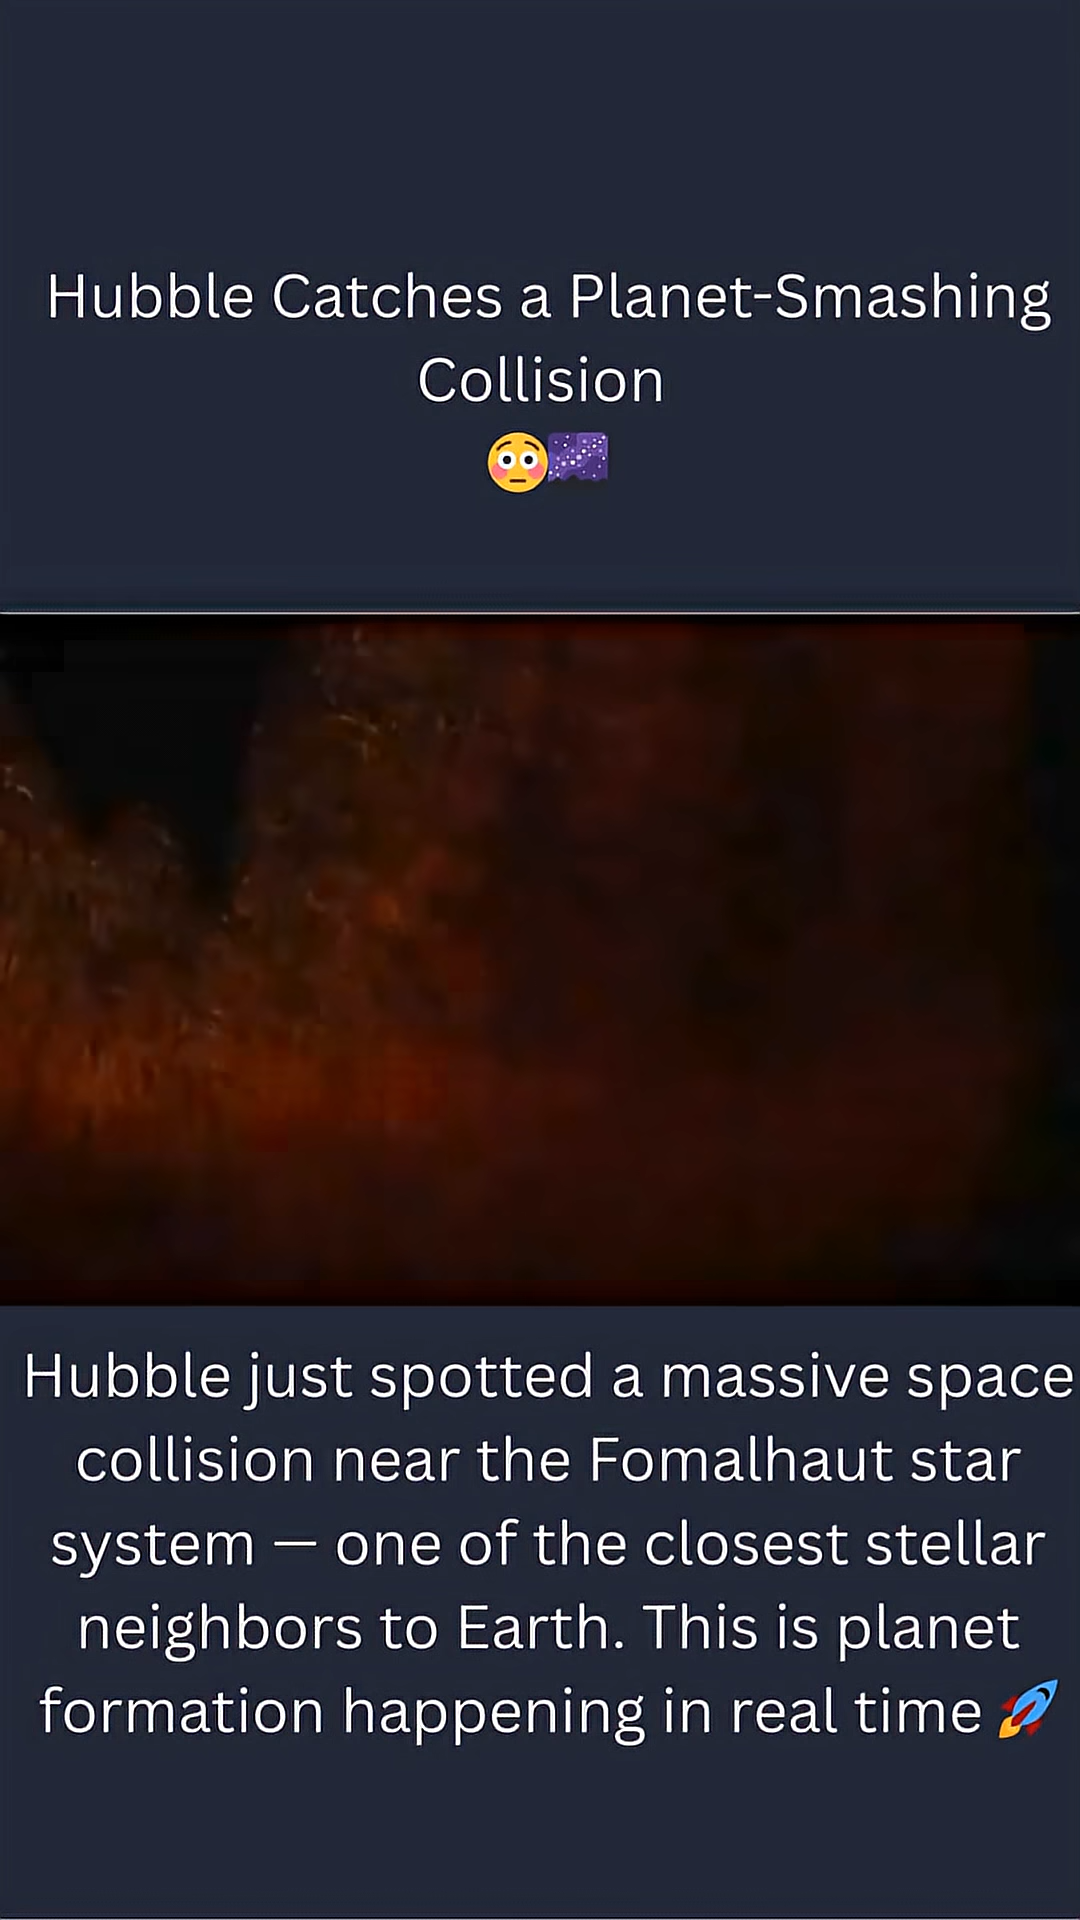 Hubble Catches a Planet-Smashing
Collision
😳🌌
Hubble just spotted a massive space
collision near the Fomalhaut star
system — one of the closest stellar
neighbors to Earth. This is planet
formation happening in real time 🚀